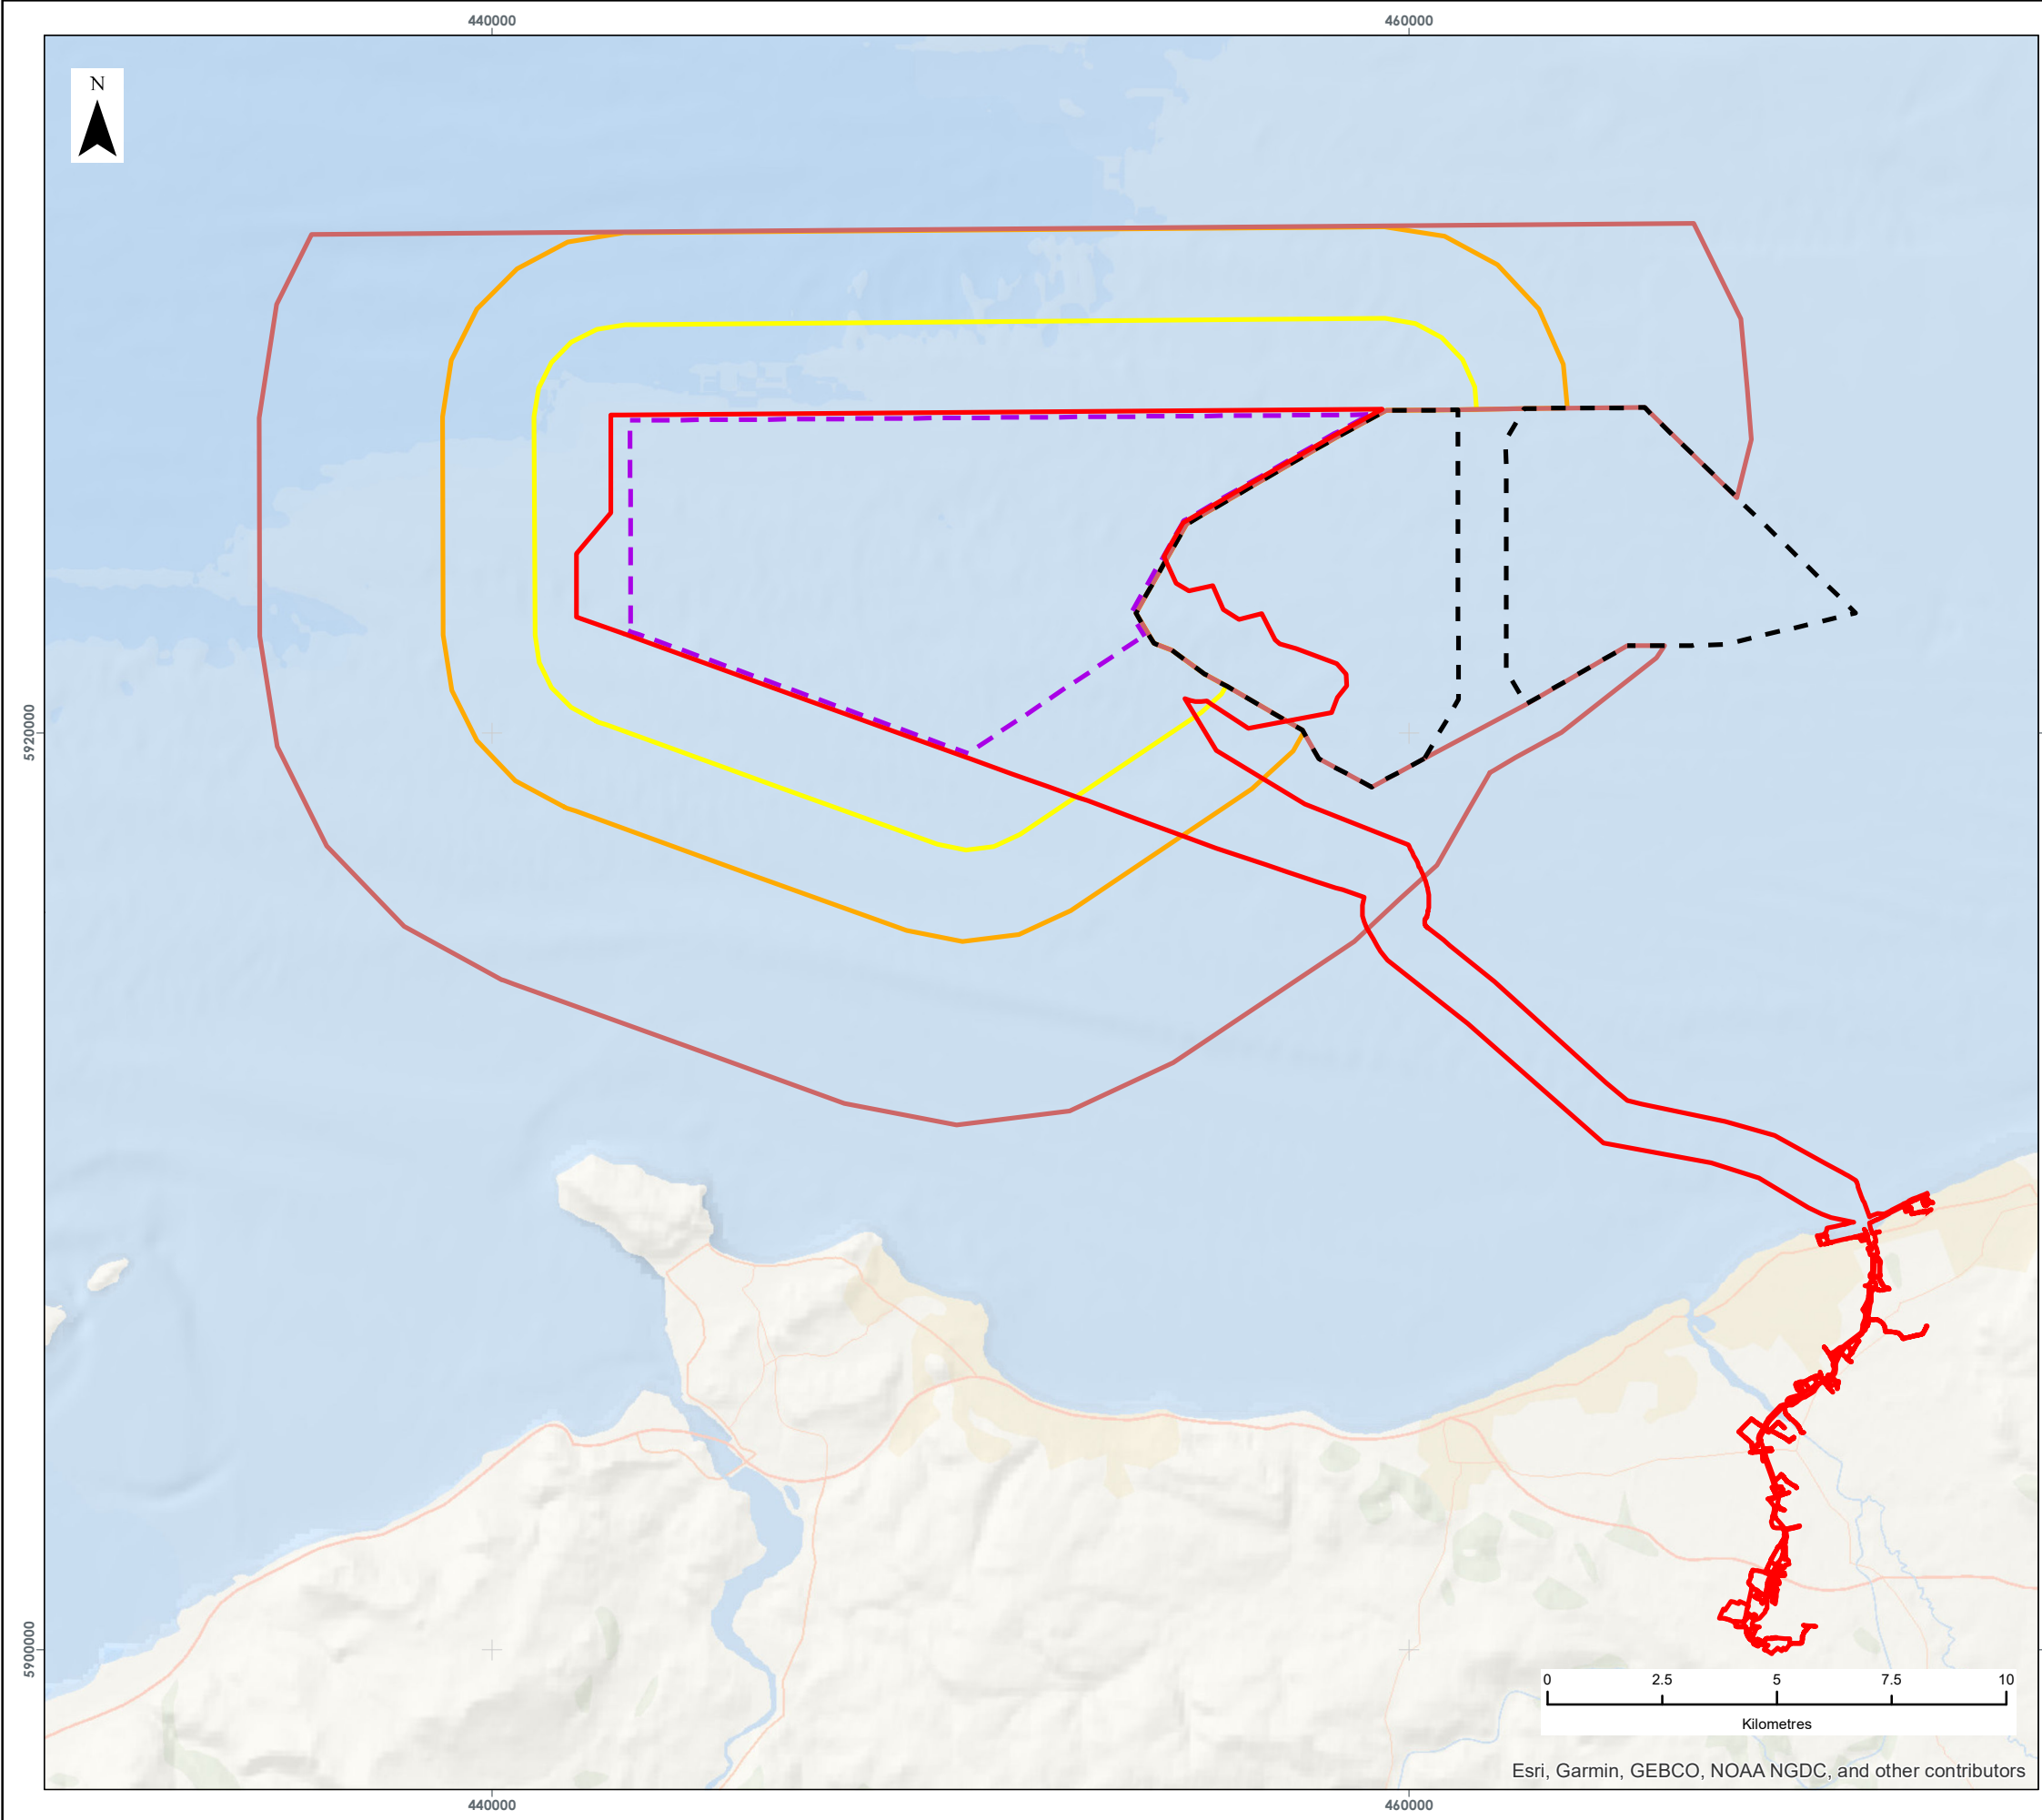 440000 460000
N
5920000
5900000
0 2.5 5 7.5 10
Kilometres
Esri, Garmin, GEBCO, NOAA NGDC, and other contributors
440000 460000